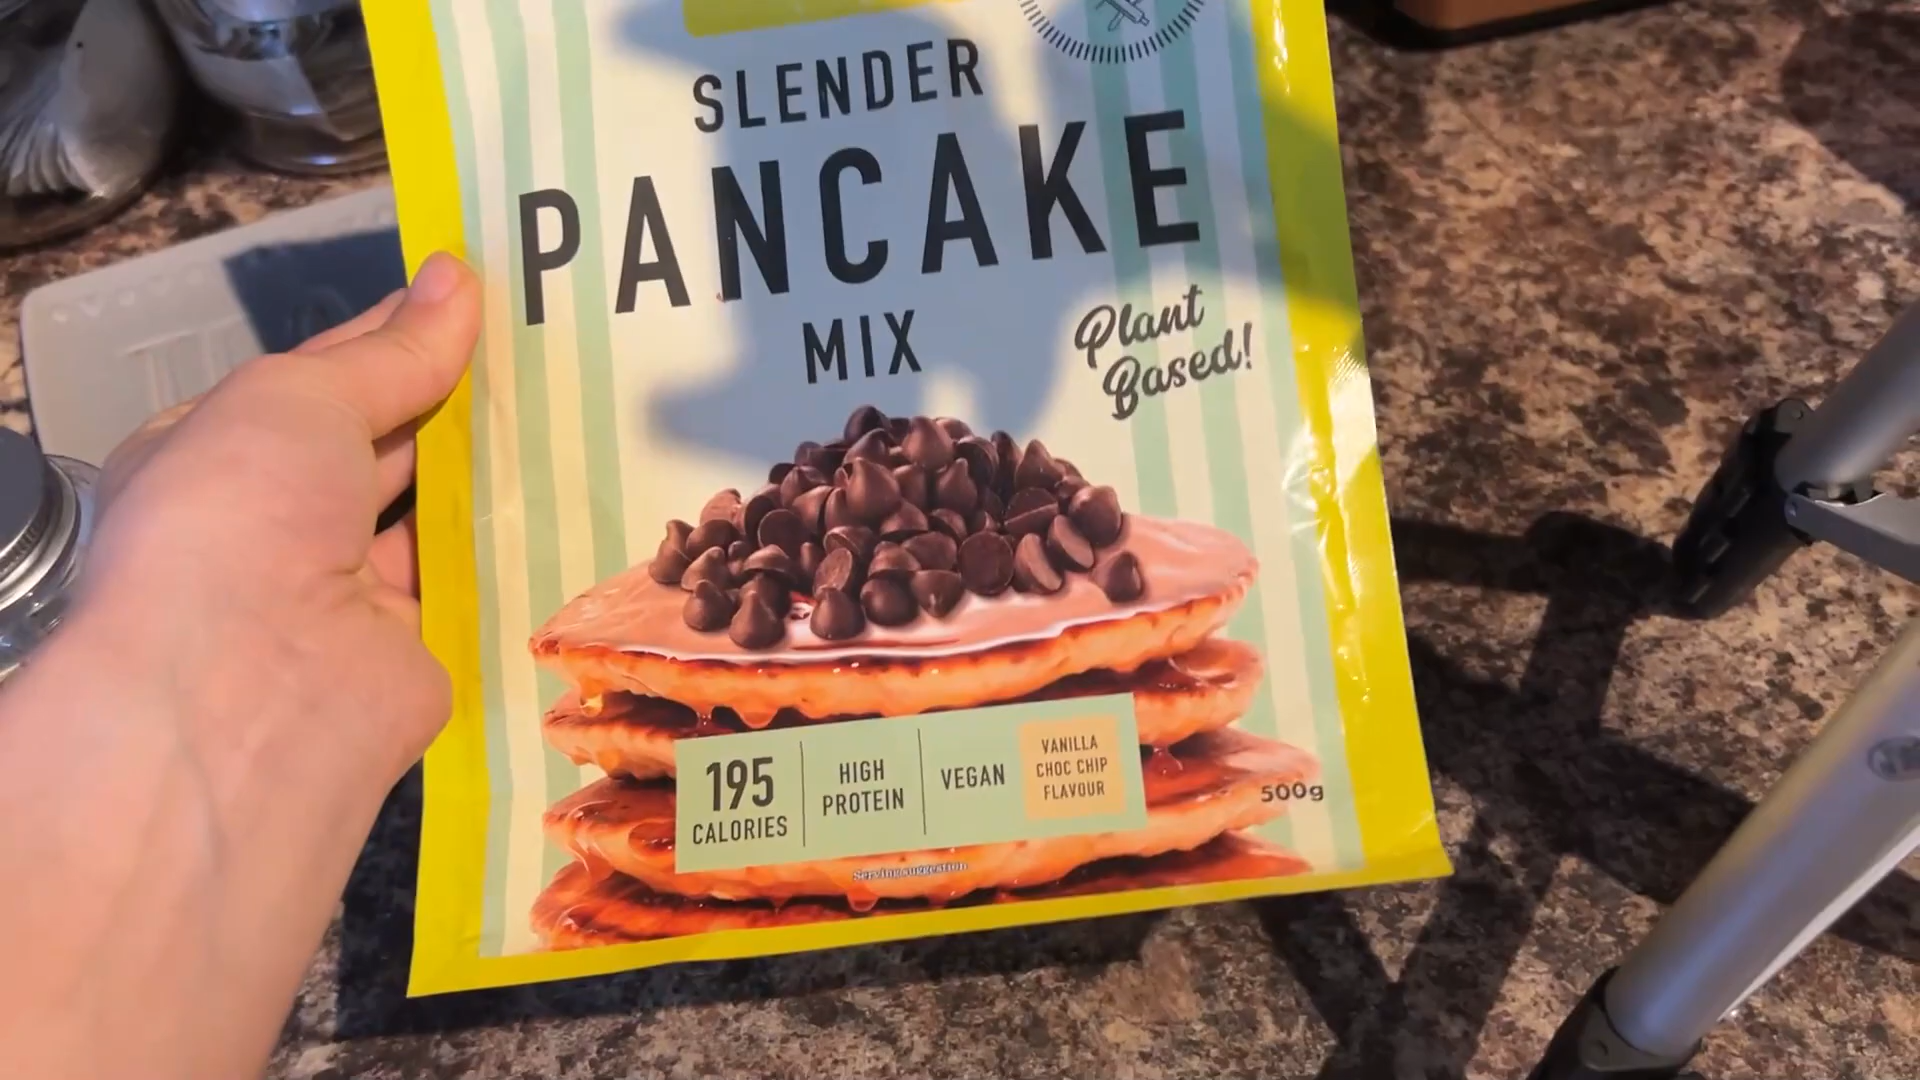 SLENDER
PANCAKE
MIX
Plant
Based!
195
CALORIES
HIGH
PROTEIN
VEGAN
VANILLA
CHOC CHIP
FLAVOUR
500g
Serving suggestion